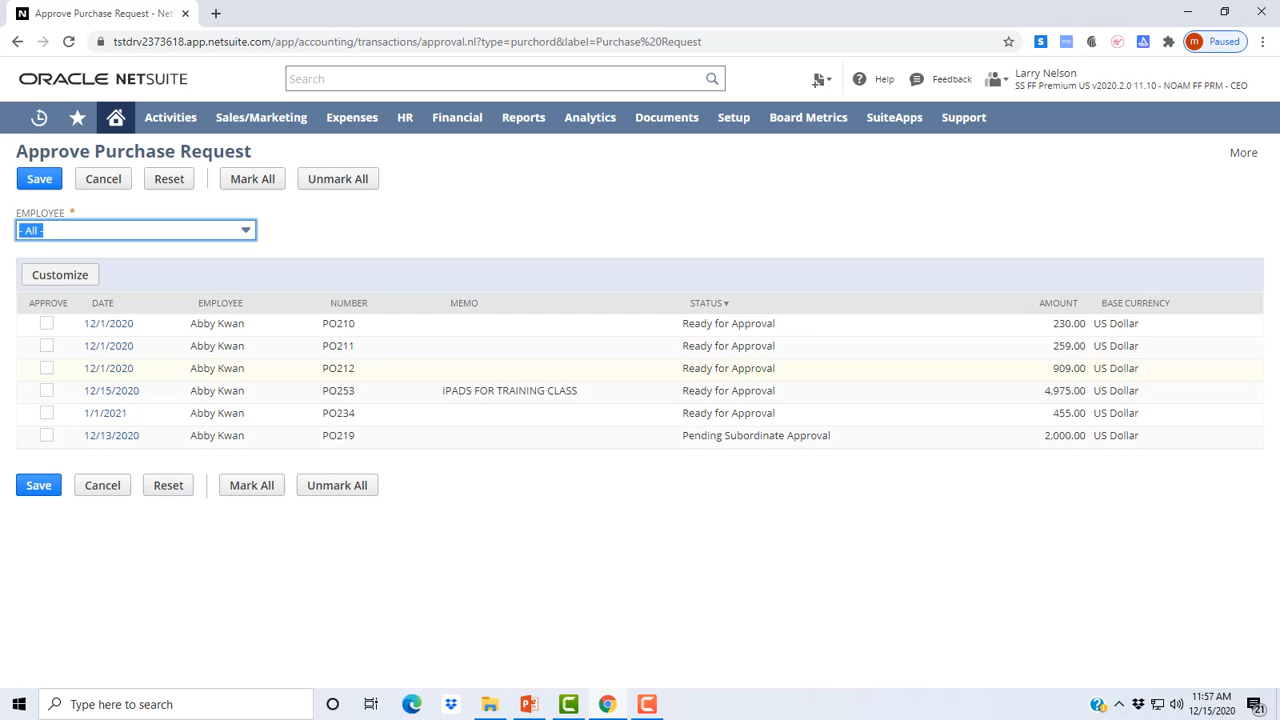 N Approve Purchase Request - Net
tstdrv2373618.app.netsuite.com/app/accounting/transactions/approval.nl?type=purchord&label=Purchase%20Request
S m Paused
ORACLE NETSUITE Search Help Feedback Larry Nelson
SS FF Premium US v2020.2.0 11.10 - NOAM FF PRM - CEO
Activities Sales/Marketing Expenses HR Financial Reports Analytics Documents Setup Board Metrics SuiteApps Support
Approve Purchase Request More
Save Cancel Reset Mark All Unmark All
EMPLOYEE *
- All -
Customize
APPROVE DATE EMPLOYEE NUMBER MEMO STATUS ▾ AMOUNT BASE CURRENCY
12/1/2020 Abby Kwan PO210 Ready for Approval 230.00 US Dollar
12/1/2020 Abby Kwan PO211 Ready for Approval 259.00 US Dollar
12/1/2020 Abby Kwan PO212 Ready for Approval 909.00 US Dollar
12/15/2020 Abby Kwan PO253 IPADS FOR TRAINING CLASS Ready for Approval 4,975.00 US Dollar
1/1/2021 Abby Kwan PO234 Ready for Approval 455.00 US Dollar
12/13/2020 Abby Kwan PO219 Pending Subordinate Approval 2,000.00 US Dollar
Save Cancel Reset Mark All Unmark All
Type here to search 11:57 AM
12/15/2020 21